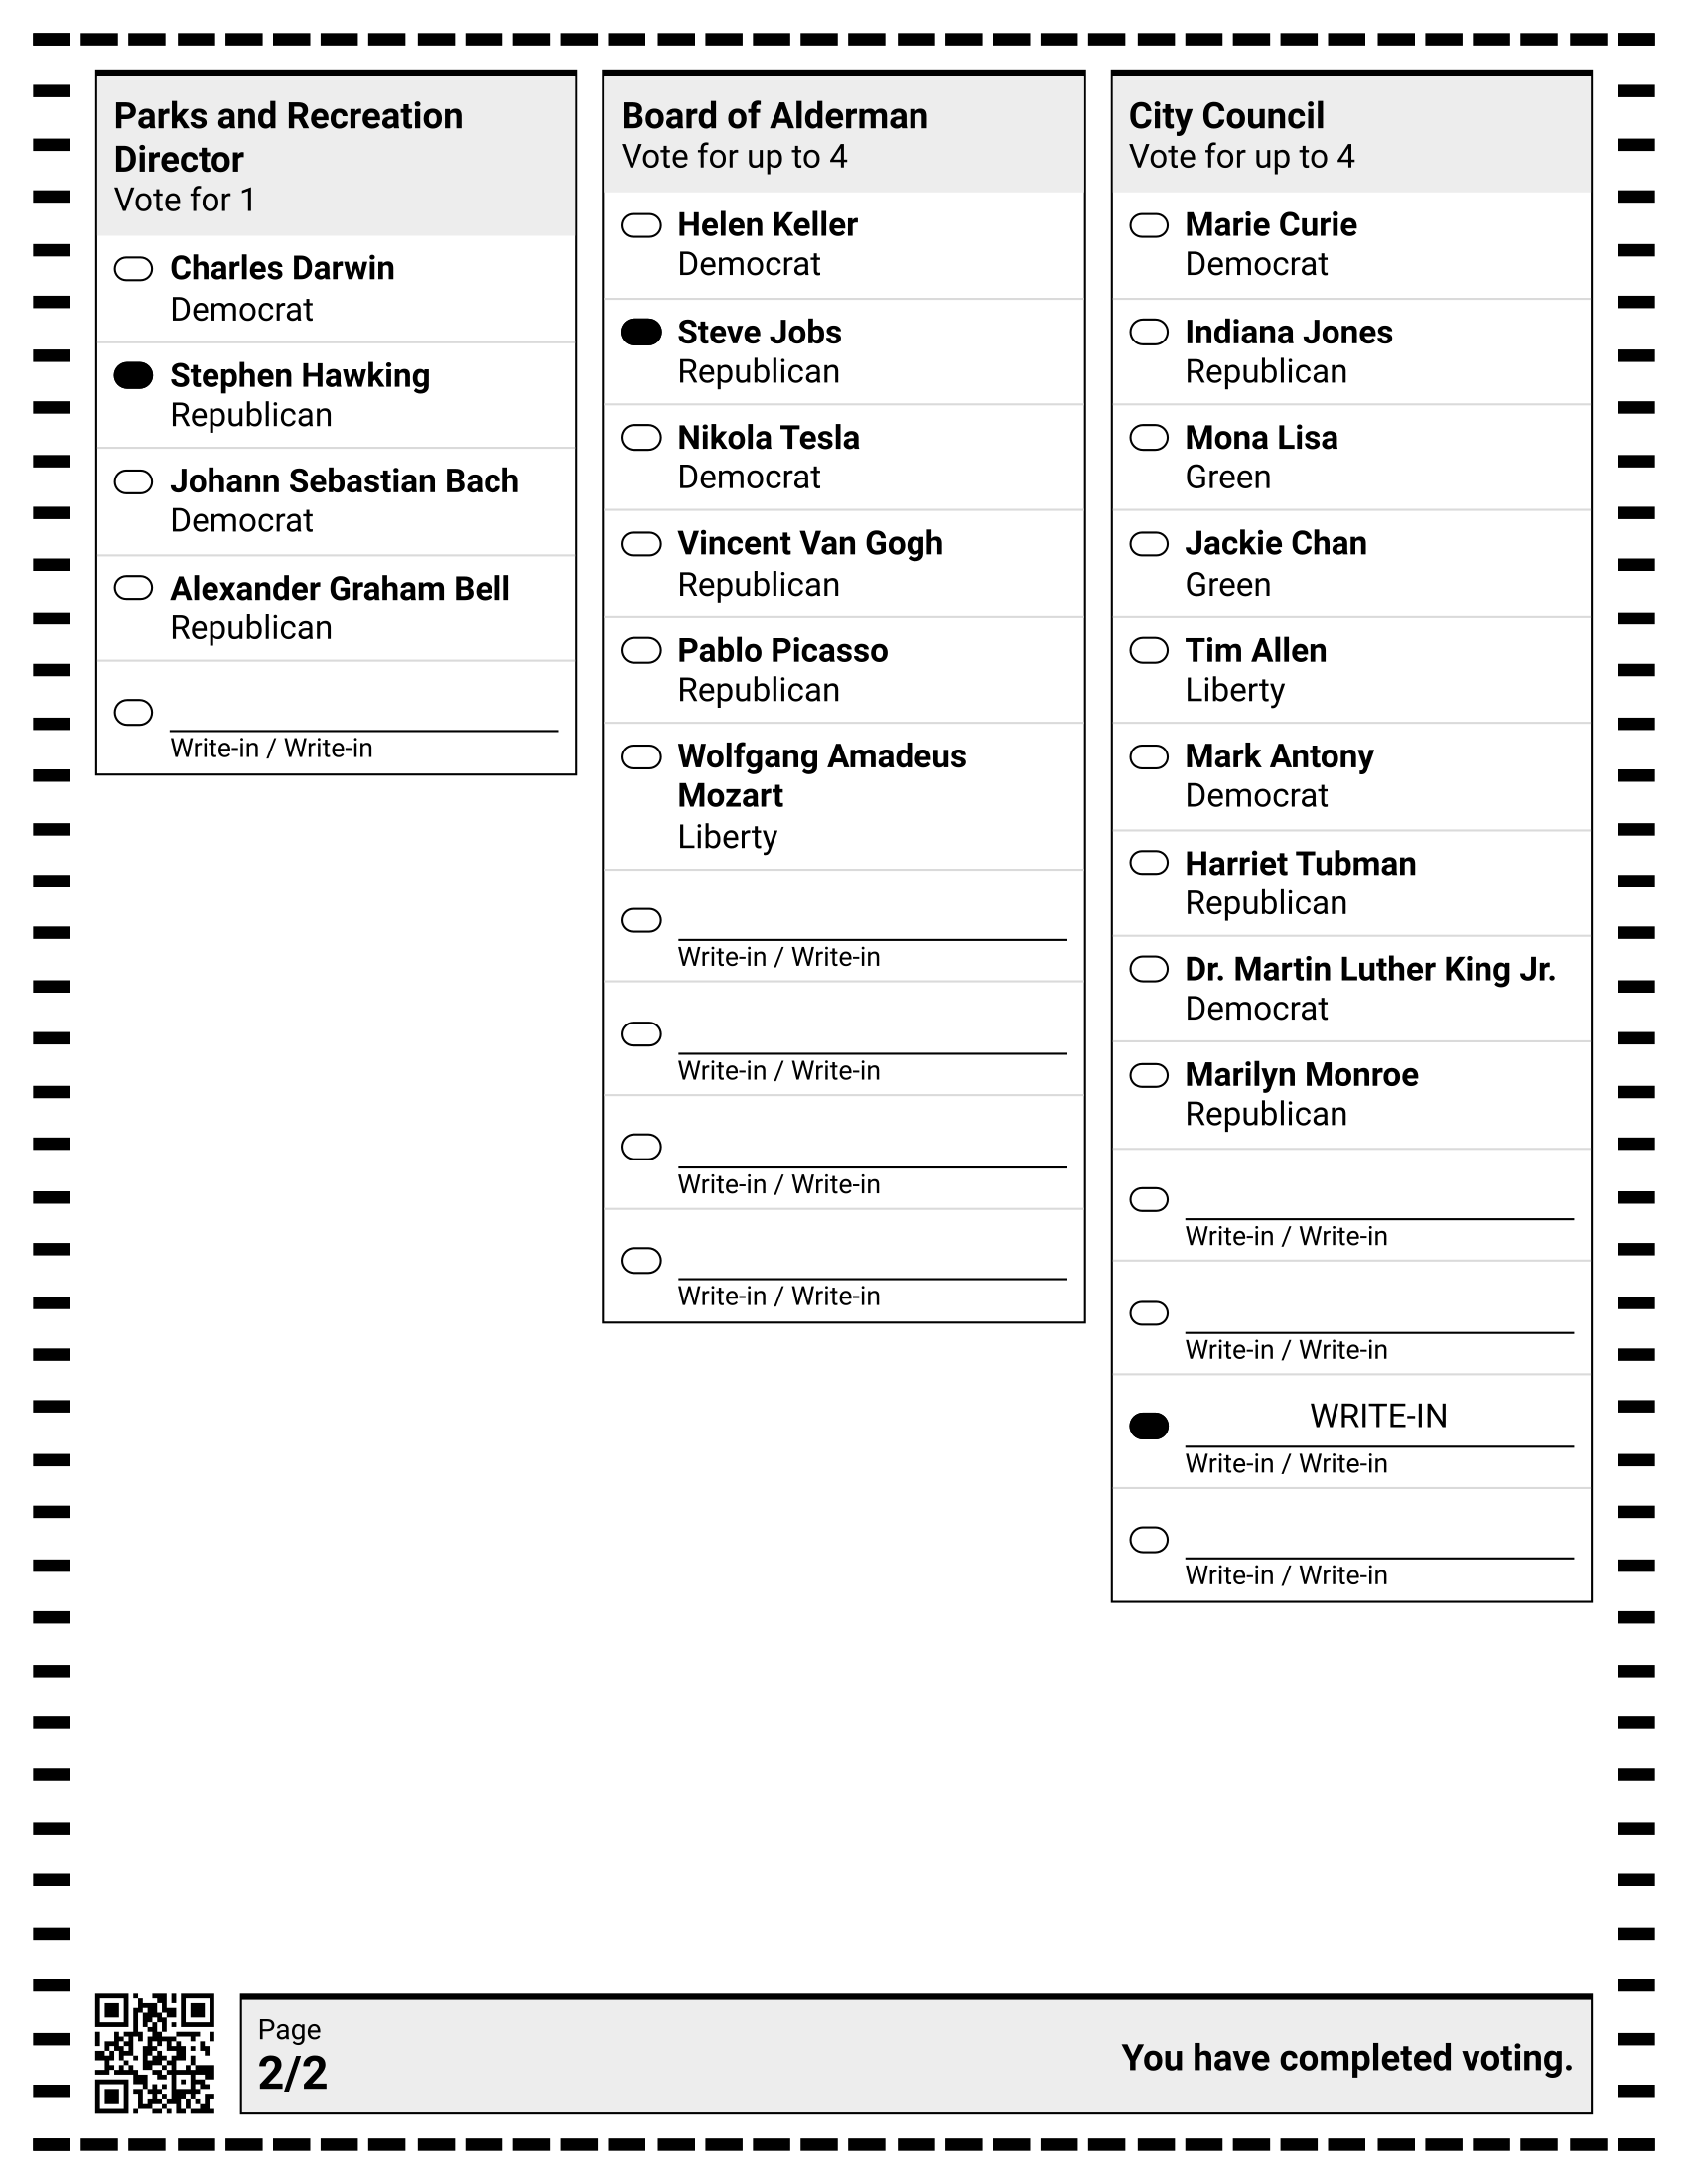 Parks and Recreation
Director
Vote for 1
Charles Darwin
Democrat
Stephen Hawking
Republican
Johann Sebastian Bach
Democrat
Alexander Graham Bell
Republican
Write-in / Write-in
Board of Alderman
Vote for up to 4
Helen Keller
Democrat
Steve Jobs
Republican
Nikola Tesla
Democrat
Vincent Van Gogh
Republican
Pablo Picasso
Republican
Wolfgang Amadeus
Mozart
Liberty
Write-in / Write-in
Write-in / Write-in
Write-in / Write-in
Write-in / Write-in
City Council
Vote for up to 4
Marie Curie
Democrat
Indiana Jones
Republican
Mona Lisa
Green
Jackie Chan
Green
Tim Allen
Liberty
Mark Antony
Democrat
Harriet Tubman
Republican
Dr. Martin Luther King Jr.
Democrat
Marilyn Monroe
Republican
Write-in / Write-in
Write-in / Write-in
WRITE-IN
Write-in / Write-in
Write-in / Write-in
Page
2/2
You have completed voting.